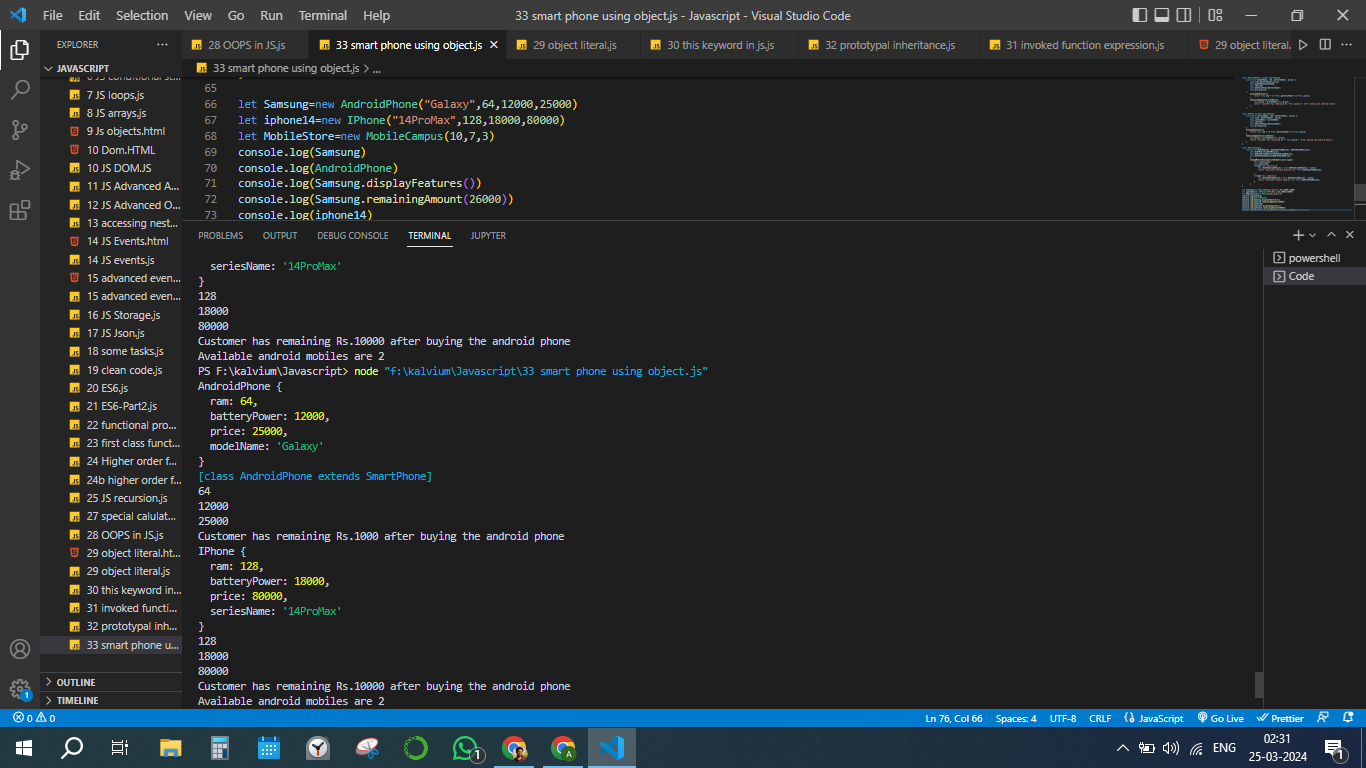 File Edit Selection View Go Run Terminal Help 33 smart phone using object.js - Javascript - Visual Studio Code
EXPLORER
28 OOPS in JS.js 33 smart phone using object.js 29 object literal.js 30 this keyword in js.js 32 prototypal inheritance.js 31 invoked function expression.js 29 object literal.
JAVASCRIPT
7 JS loops.js
8 JS arrays.js
9 Js objects.html
10 Dom.HTML
10 JS DOM.JS
11 JS Advanced A...
12 JS Advanced O...
13 accessing nest...
14 JS Events.html
14 JS events.js
15 advanced even...
15 advanced even...
16 JS Storage.js
17 JS Json.js
18 some tasks.js
19 clean code.js
20 ES6.js
21 ES6-Part2.js
22 functional pro...
23 first class funct...
24 Higher order f...
24b higher order f...
25 JS recursion.js
27 special calulat...
28 OOPS in JS.js
29 object literal.ht...
29 object literal.js
30 this keyword in...
31 invoked functi...
32 prototypal inh...
33 smart phone u...
OUTLINE
TIMELINE
33 smart phone using object.js > ...
65
66 let Samsung=new AndroidPhone("Galaxy",64,12000,25000)
67 let iphone14=new IPhone("14ProMax",128,18000,80000)
68 let MobileStore=new MobileCampus(10,7,3)
69 console.log(Samsung)
70 console.log(AndroidPhone)
71 console.log(Samsung.displayFeatures())
72 console.log(Samsung.remainingAmount(26000))
73 console.log(iphone14)
PROBLEMS OUTPUT DEBUG CONSOLE TERMINAL JUPYTER
powershell
Code
seriesName: '14ProMax'
}
128
18000
80000
Customer has remaining Rs.10000 after buying the android phone
Available android mobiles are 2
PS F:\kalvium\Javascript> node "f:\kalvium\Javascript\33 smart phone using object.js"
AndroidPhone {
ram: 64,
batteryPower: 12000,
price: 25000,
modelName: 'Galaxy'
}
[class AndroidPhone extends SmartPhone]
64
12000
25000
Customer has remaining Rs.1000 after buying the android phone
IPhone {
ram: 128,
batteryPower: 18000,
price: 80000,
seriesName: '14ProMax'
}
128
18000
80000
Customer has remaining Rs.10000 after buying the android phone
Available android mobiles are 2
0 0 Ln 76, Col 66 Spaces: 4 UTF-8 CRLF JavaScript Go Live Prettier
ENG
02:31
25-03-2024